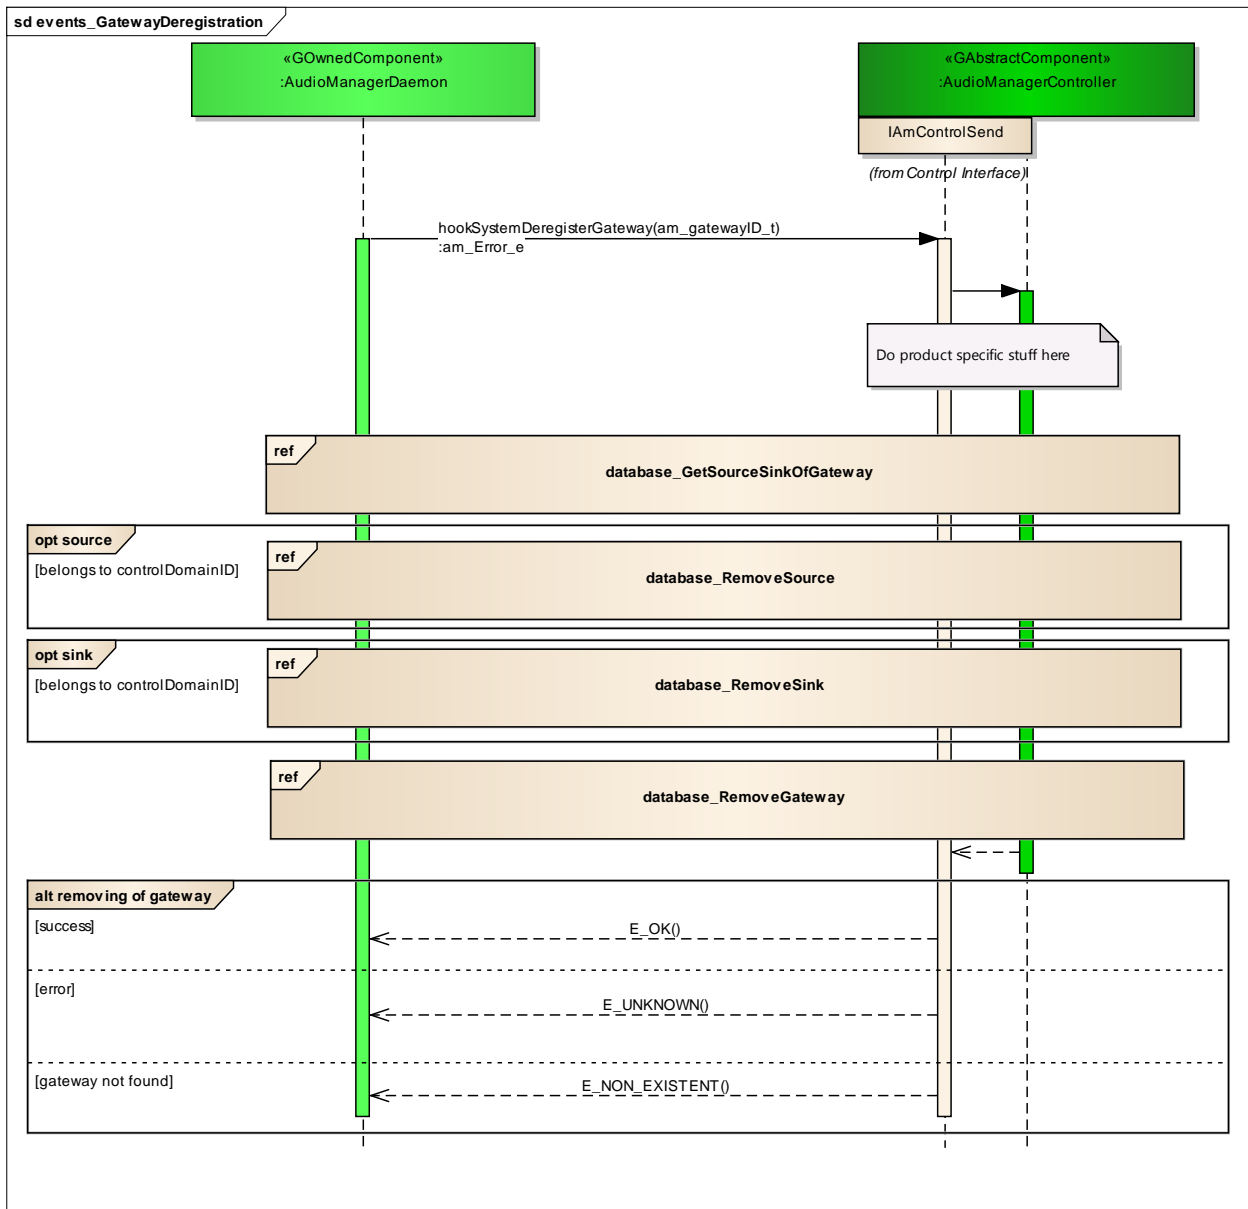 sd events_GatewayDeregistration
«GOwnedComponent»
:AudioManagerDaemon
«GAbstractComponent»
:AudioManagerController
IAmControlSend
(from Control Interface)
hookSystemDeregisterGateway(am_gatewayID_t)
:am_Error_e
Do product specific stuff here
ref
database_GetSourceSinkOfGateway
opt source
[belongs to controlDomainID]
ref
database_RemoveSource
opt sink
[belongs to controlDomainID]
ref
database_RemoveSink
ref
database_RemoveGateway
alt removing of gateway
[success]
E_OK()
[error]
E_UNKNOWN()
[gateway not found]
E_NON_EXISTENT()